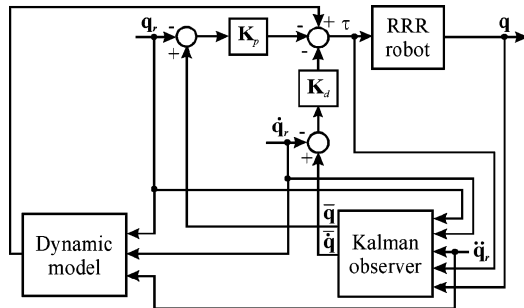 q_r
-
+
K_p
-
+
τ
-
RRR
robot
q
K_d
q̇_r
-
+
q̄
q̄̇
Dynamic
model
Kalman
observer
q̈_r